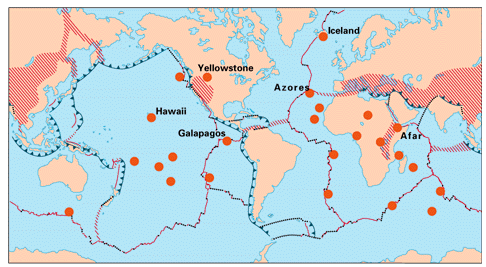 Iceland
Yellowstone
Azores
Hawaii
Galapagos
Afar